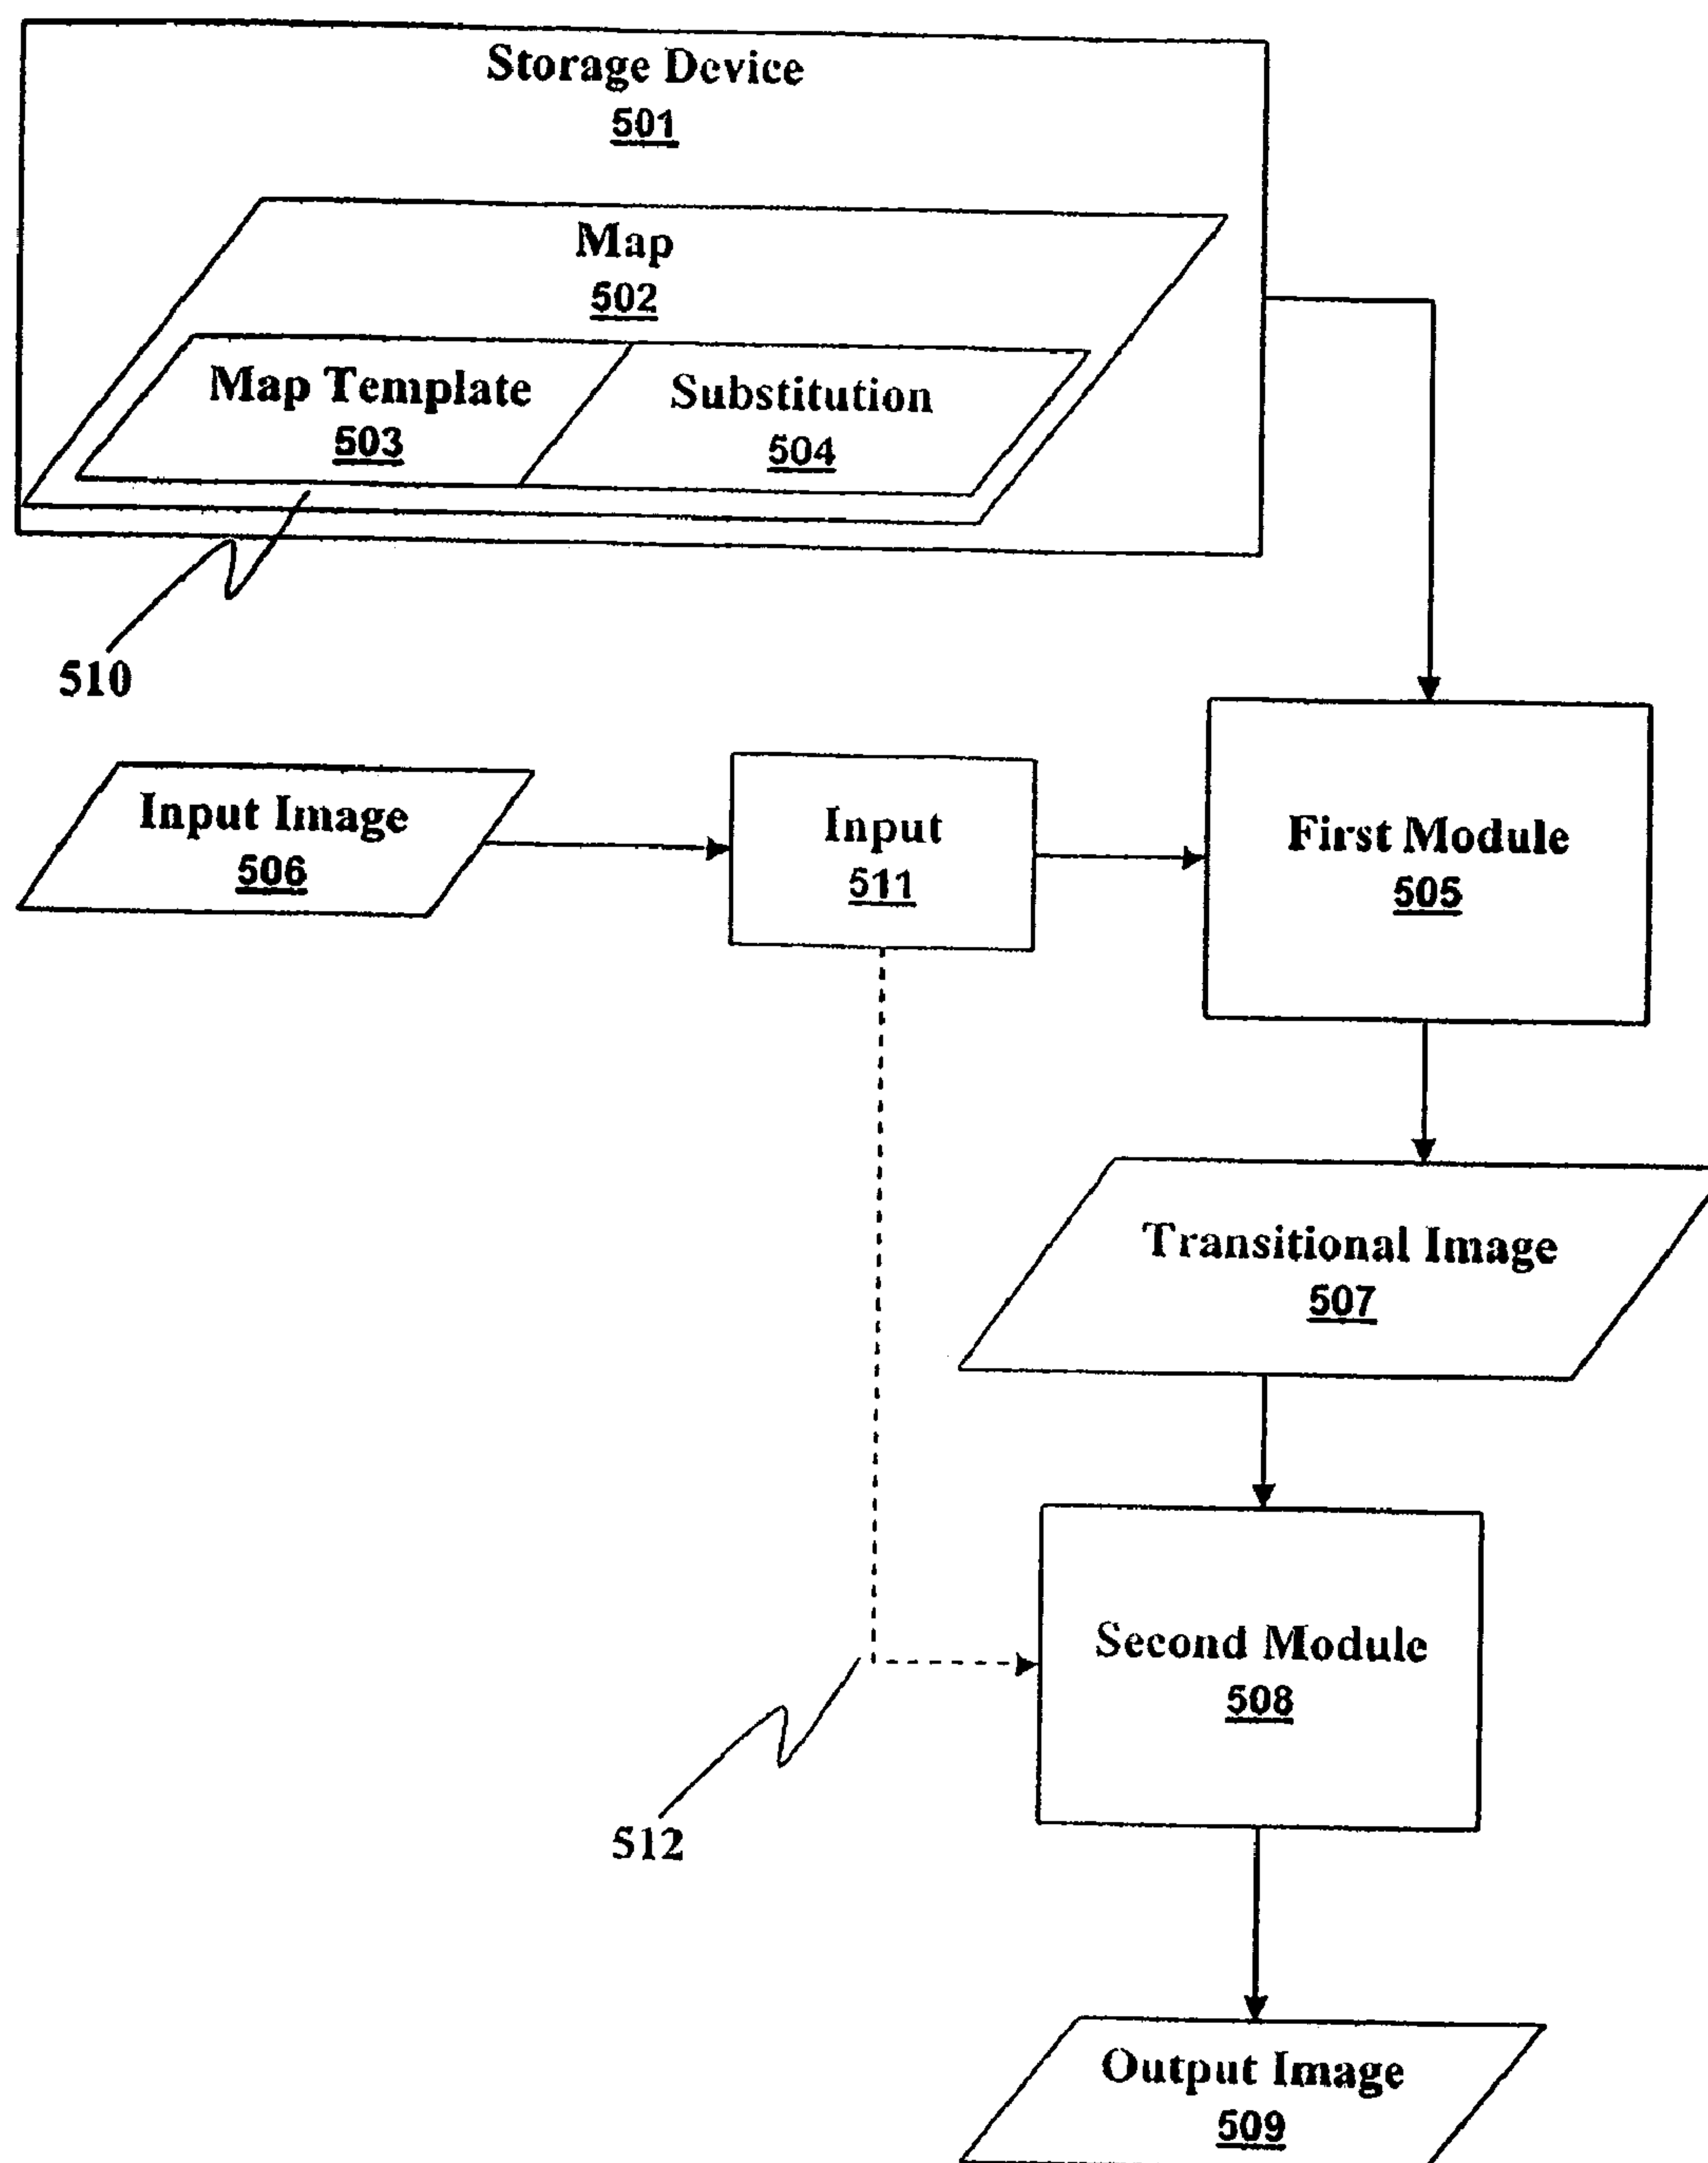 Storage Device
501
Map
502
Map Template
503
Substitution
504
510
Input Image
506
Input
511
First Module
505
Transitional Image
507
Second Module
508
512
Output Image
509